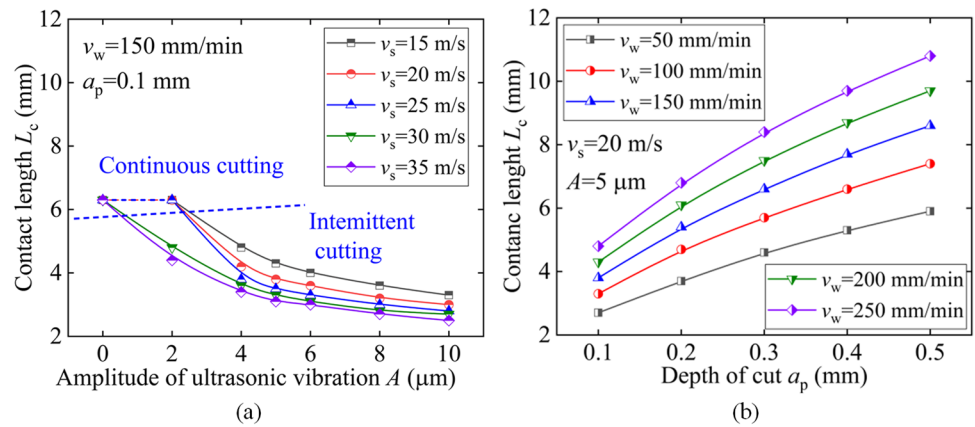 v_w=150 mm/min
a_p=0.1 mm
v_s=15 m/s
v_s=20 m/s
v_s=25 m/s
v_s=30 m/s
v_s=35 m/s
Continuous cutting
Intemittent
cutting
Contact length L_c (mm)
12
10
8
6
4
2
0 2 4 6 8 10
Amplitude of ultrasonic vibration A (μm)
(a)
v_w=50 mm/min
v_w=100 mm/min
v_w=150 mm/min
v_s=20 m/s
A=5 μm
v_w=200 mm/min
v_w=250 mm/min
Contanc lenght L_c (mm)
12
10
8
6
4
2
0.1 0.2 0.3 0.4 0.5
Depth of cut a_p (mm)
(b)